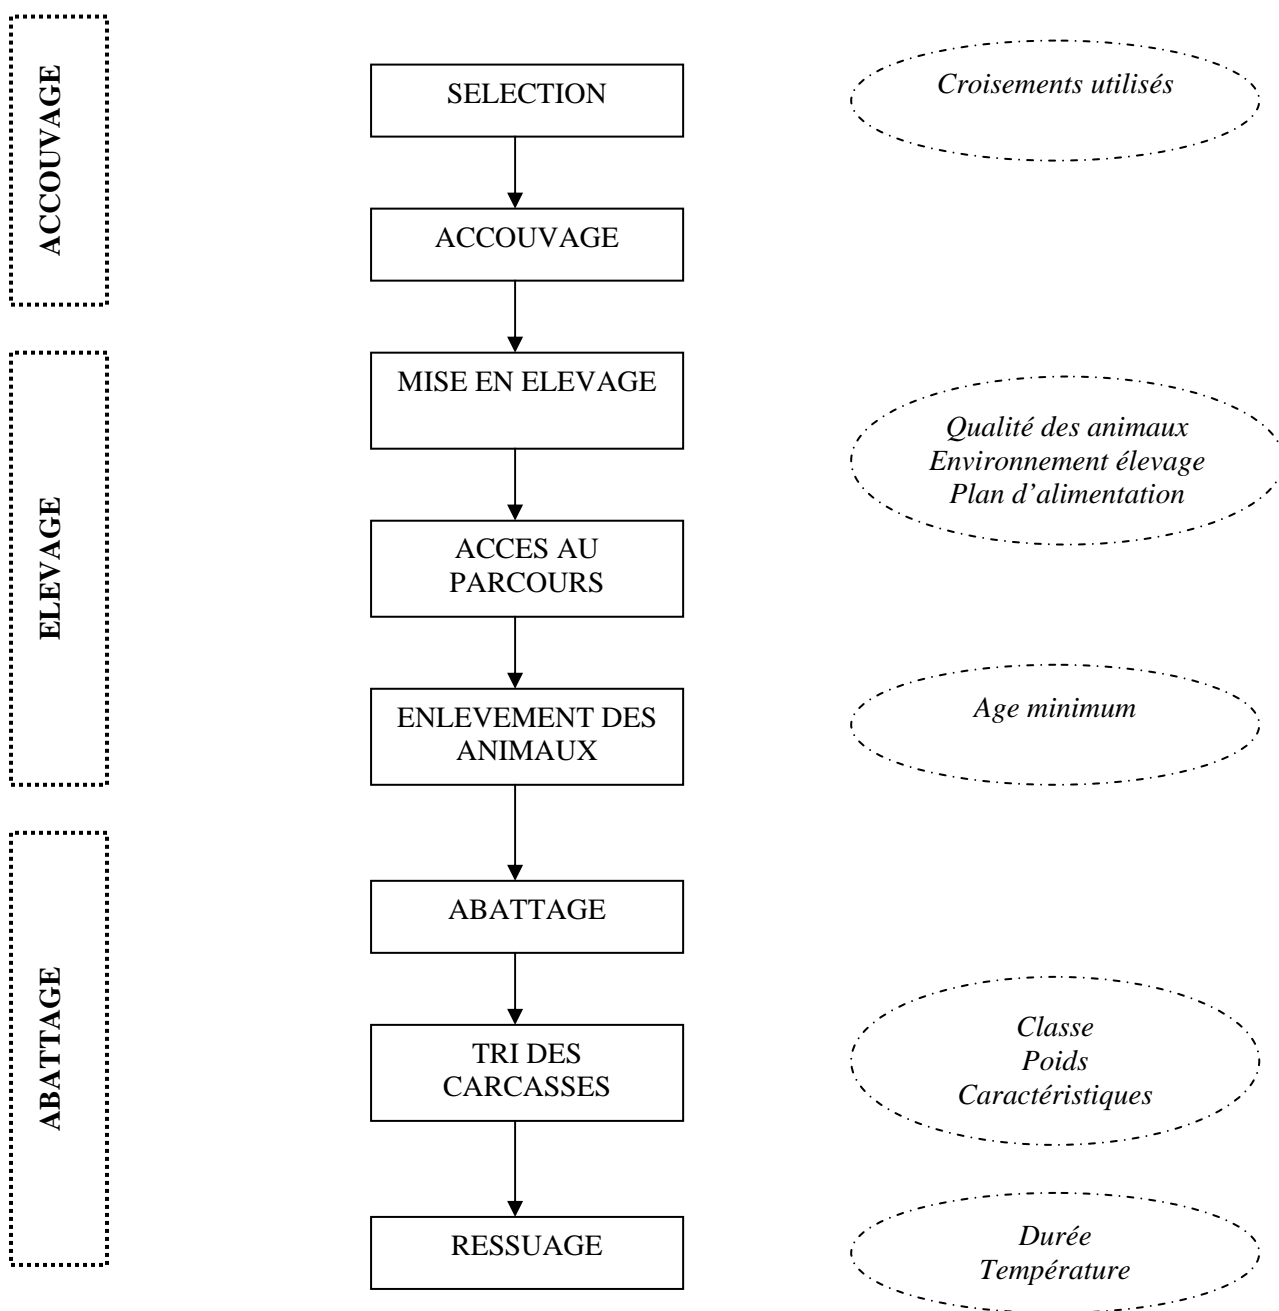 ACCOUVAGE
SELECTION
Croisements utilisés
ACCOUVAGE
ELEVAGE
MISE EN ELEVAGE
Qualité des animaux
Environnement élevage
Plan d'alimentation
ACCES AU
PARCOURS
ENLEVEMENT DES
ANIMAUX
Age minimum
ABATTAGE
ABATTAGE
TRI DES
CARCASSES
Classe
Poids
Caractéristiques
RESSUAGE
Durée
Température